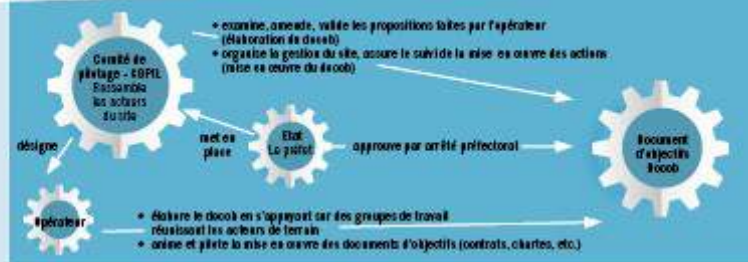 • examine, amende, valide les propositions faites par l'opérateur
(élaboration du docob)
• organise la gestion du site, assure le suivi de la mise en œuvre des actions
(mise en œuvre du docob)
Comité de
pilotage - COPIL
Rassemble
les acteurs
du site
désigne
met en
place
Etat
Le préfet
approuve par arrêté préfectoral
Document
d'objectifs
Docob
Opérateur
• élabore le docob en s'appuyant sur des groupes de travail
réunissant les acteurs de terrain
• anime et pilote la mise en œuvre des documents d'objectifs (contrats, chartes, etc.)